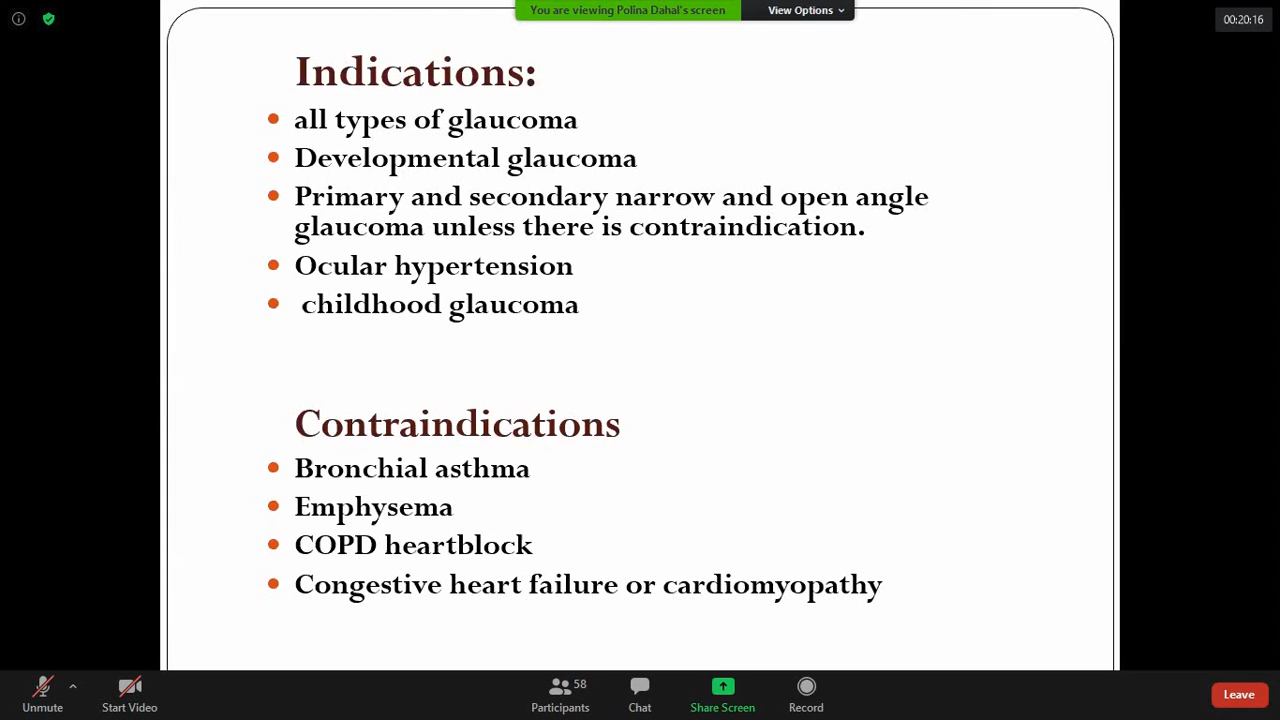 You are viewing Polina Dahal's screen
View Options
00:20:16
Indications:
all types of glaucoma
Developmental glaucoma
Primary and secondary narrow and open angle
glaucoma unless there is contraindication.
Ocular hypertension
childhood glaucoma
Contraindications
Bronchial asthma
Emphysema
COPD heartblock
Congestive heart failure or cardiomyopathy
Unmute
Start Video
58
Participants
Chat
Share Screen
Record
Leave